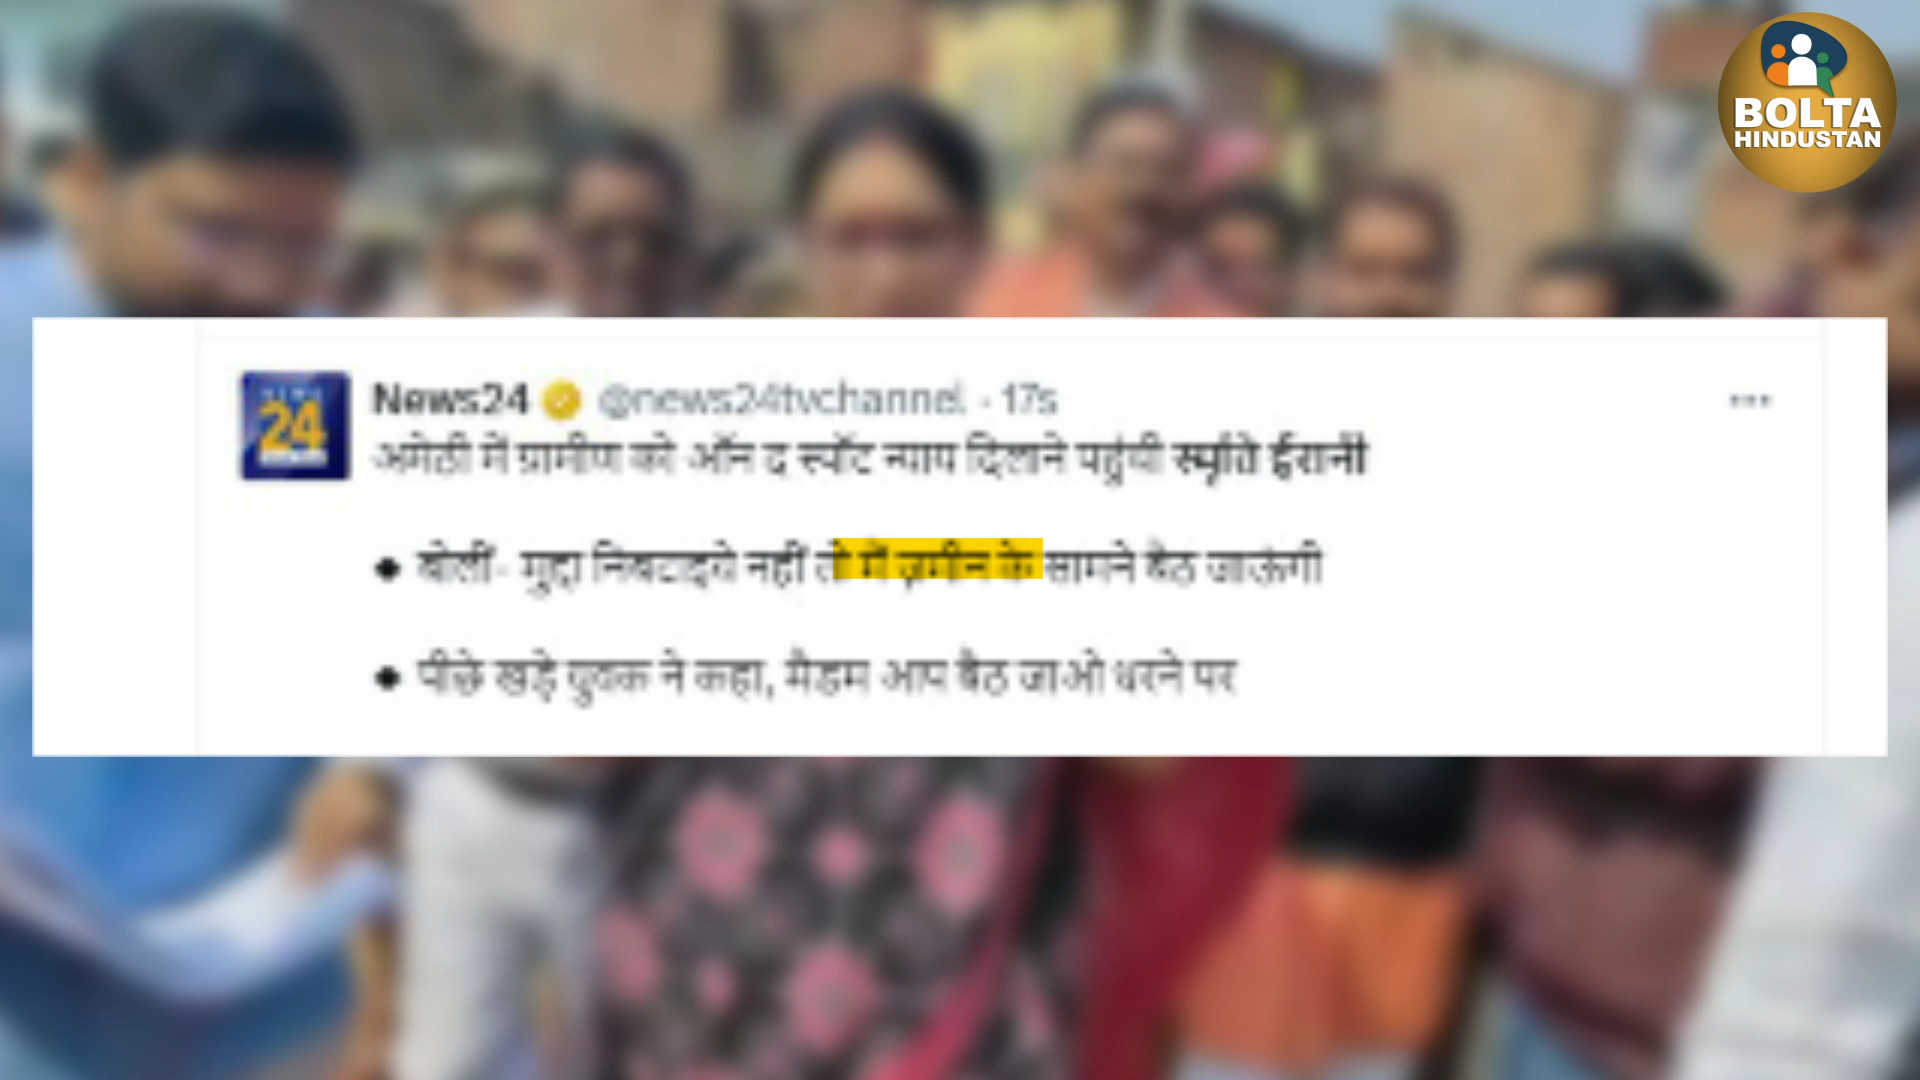 BOLTA
HINDUSTAN
24
News24 @news24tvchannel · 17s
अमेठी में ग्रामीण को ऑन द स्पॉट न्याय दिलाने पहुंची स्मृति ईरानी
बोलीं- मुद्दा निबटाइये नहीं तो में ज़मीन के सामने बैठ जाऊंगी
पीछे खड़े युवक ने कहा, मैडम आप बैठ जाओ धरने पर